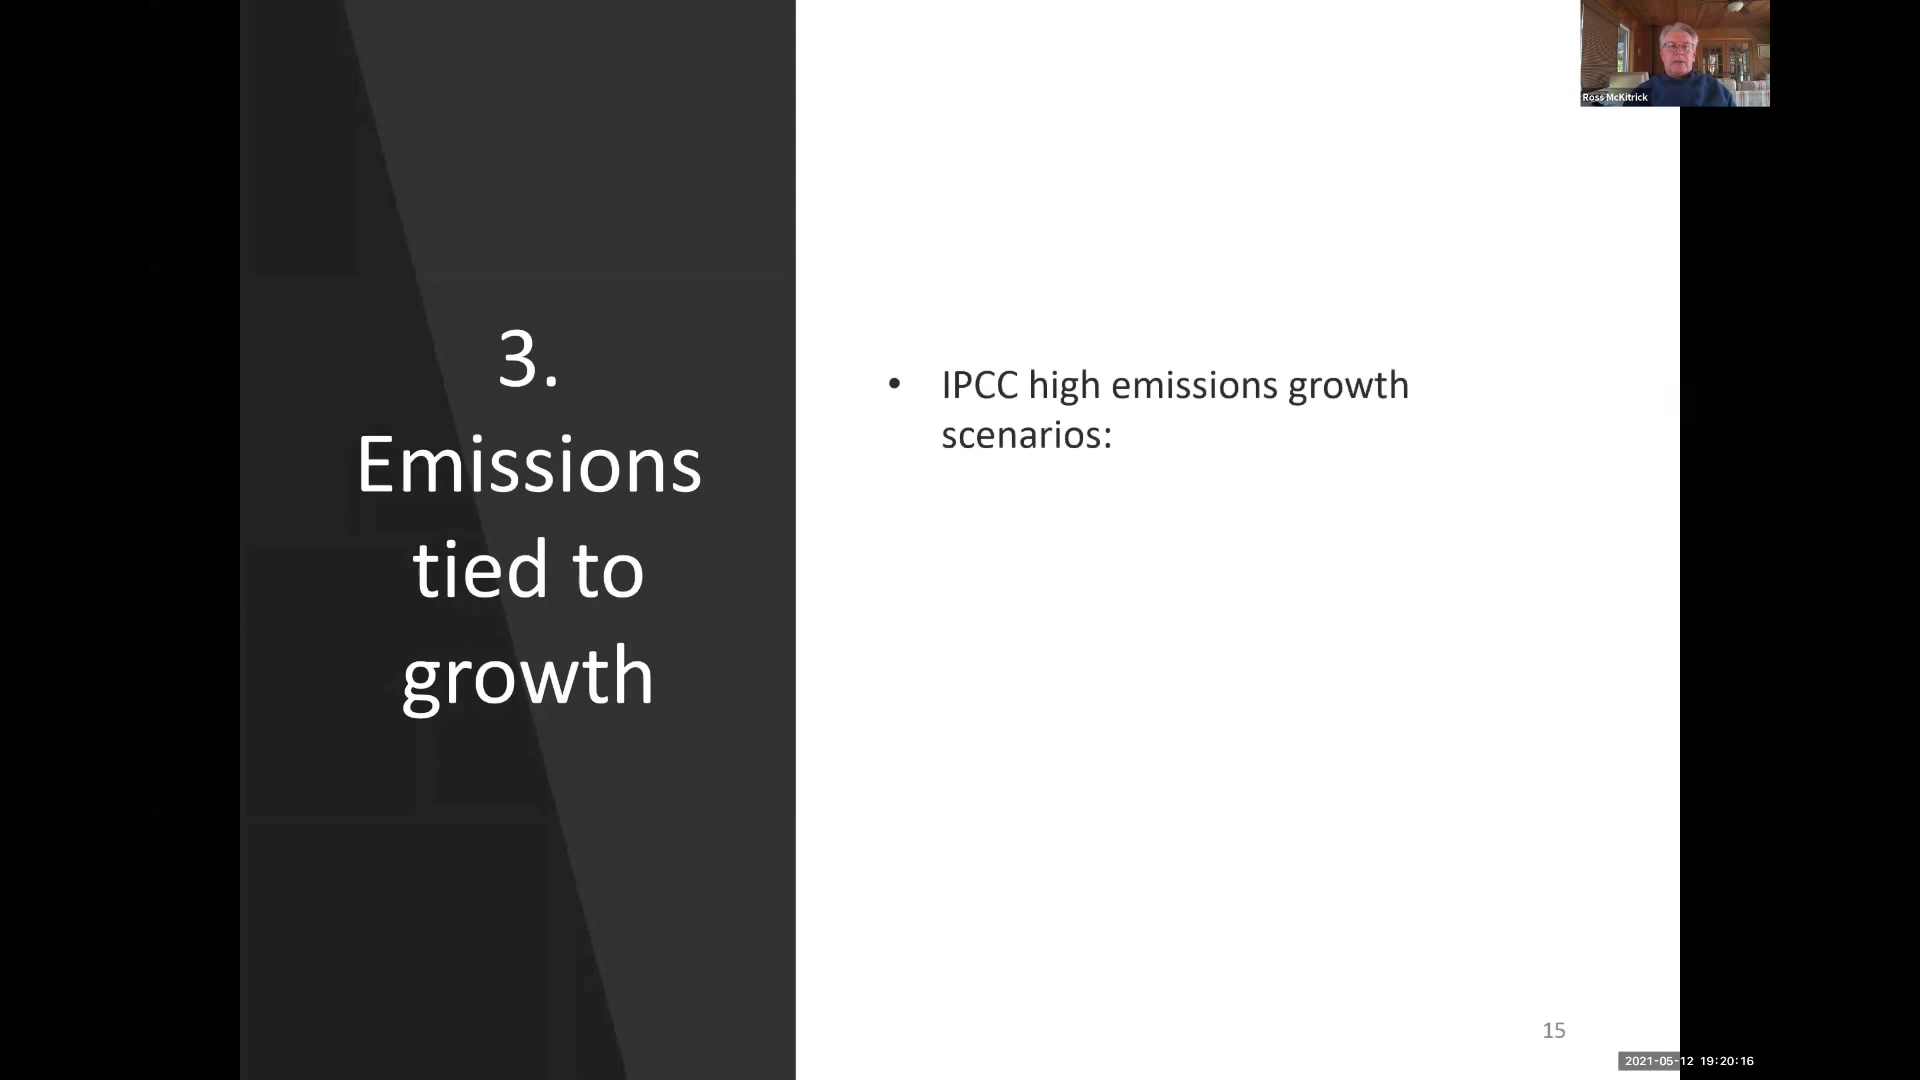 Ross McKitrick
3.
Emissions
tied to
growth
• IPCC high emissions growth
scenarios:
15
2021-05-12 19:20:16